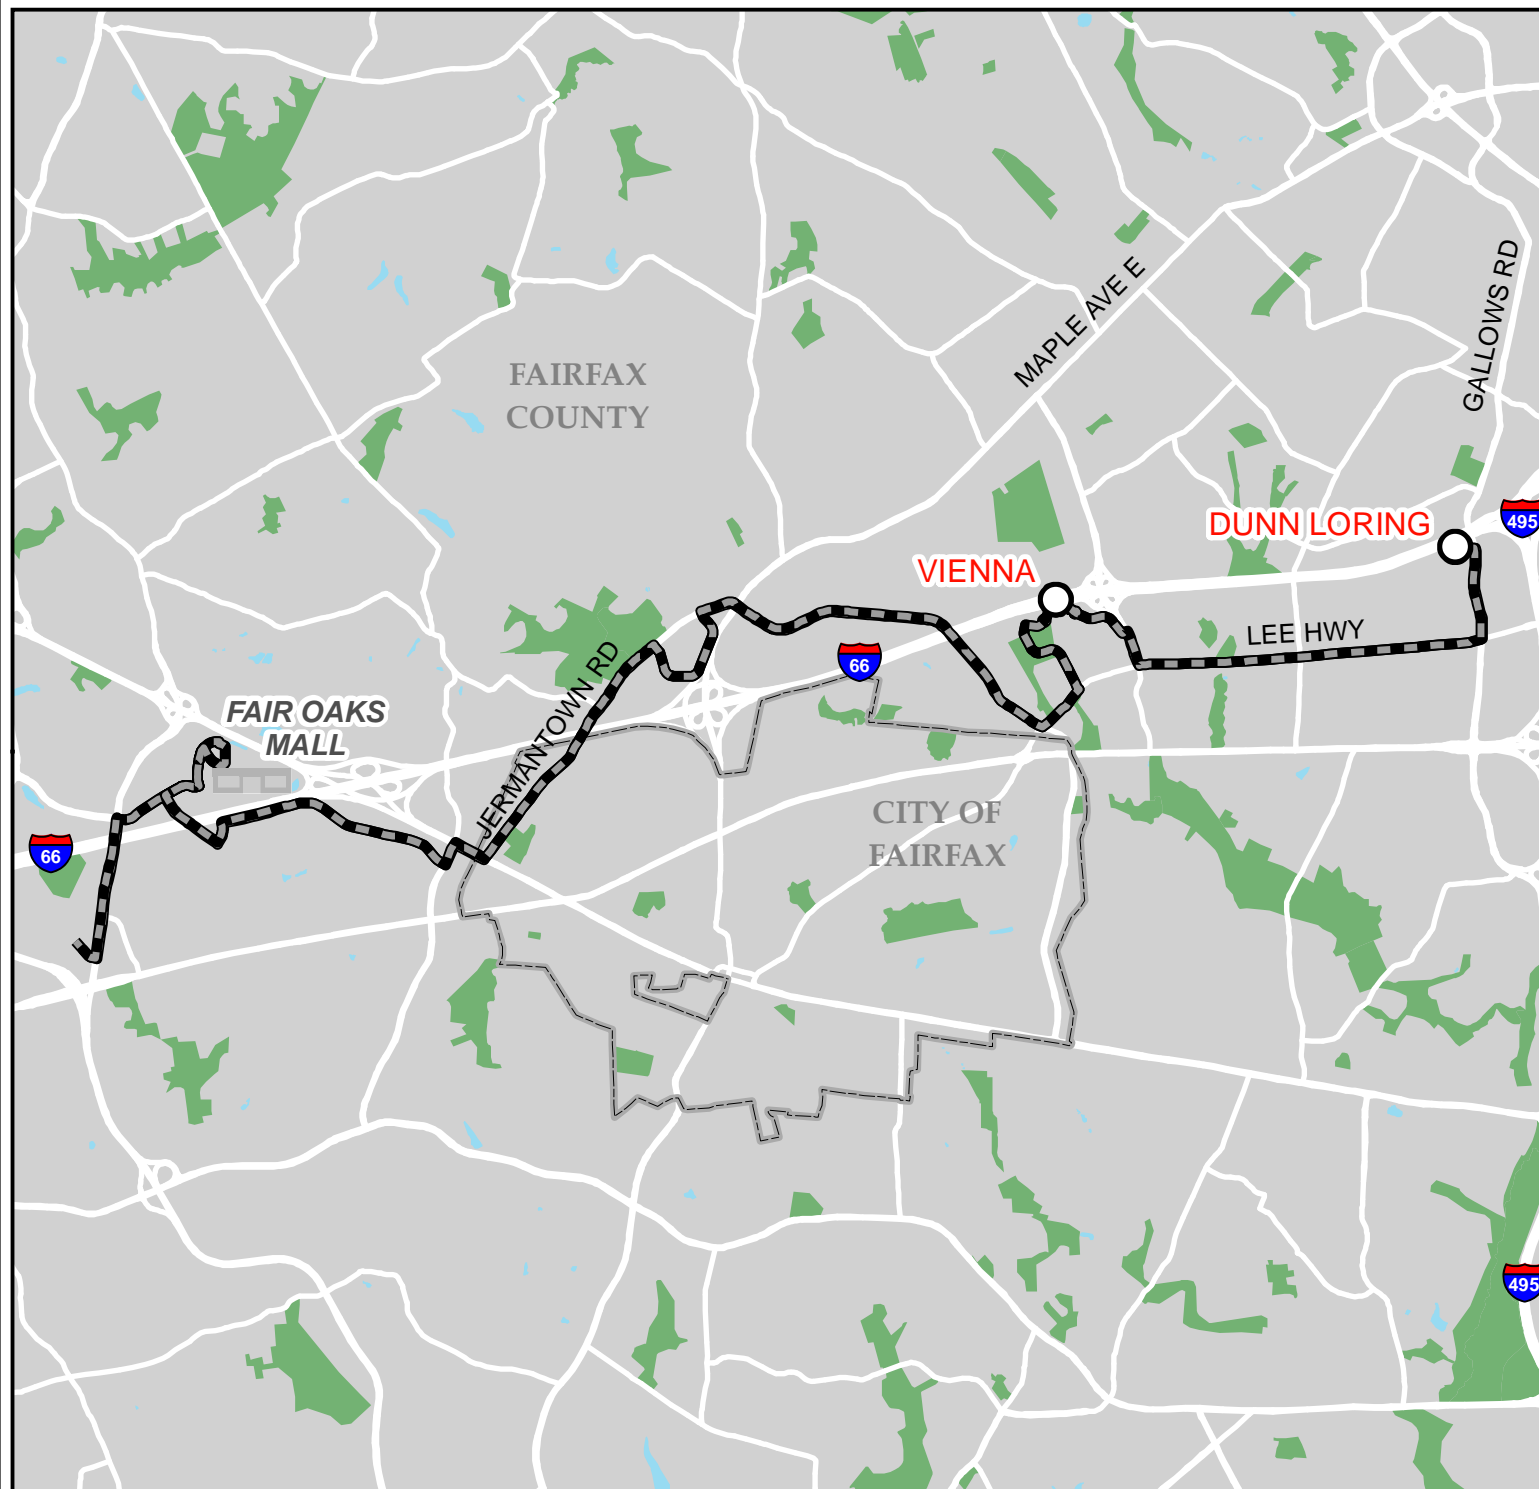 MAPLE AVE E
GALLOWS RD
FAIRFAX
COUNTY
DUNN LORING
495
VIENNA
LEE HWY
66
JERMANTOWN RD
FAIR OAKS
MALL
CITY OF
FAIRFAX
66
495